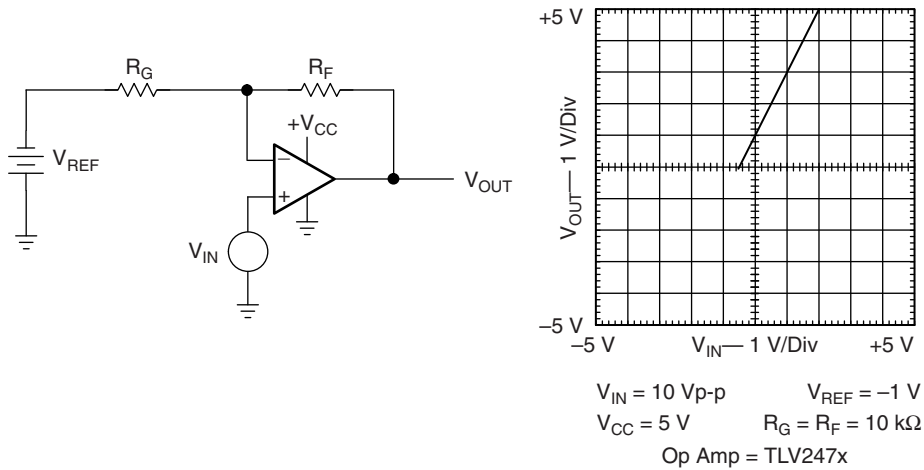 R_G
R_F
+V_CC
V_REF
−
+
V_OUT
V_IN
+5 V
V_OUT — 1 V/Div
−5 V
−5 V
V_IN — 1 V/Div
+5 V
V_IN = 10 Vp-p
V_REF = −1 V
V_CC = 5 V
R_G = R_F = 10 kΩ
Op Amp = TLV247x